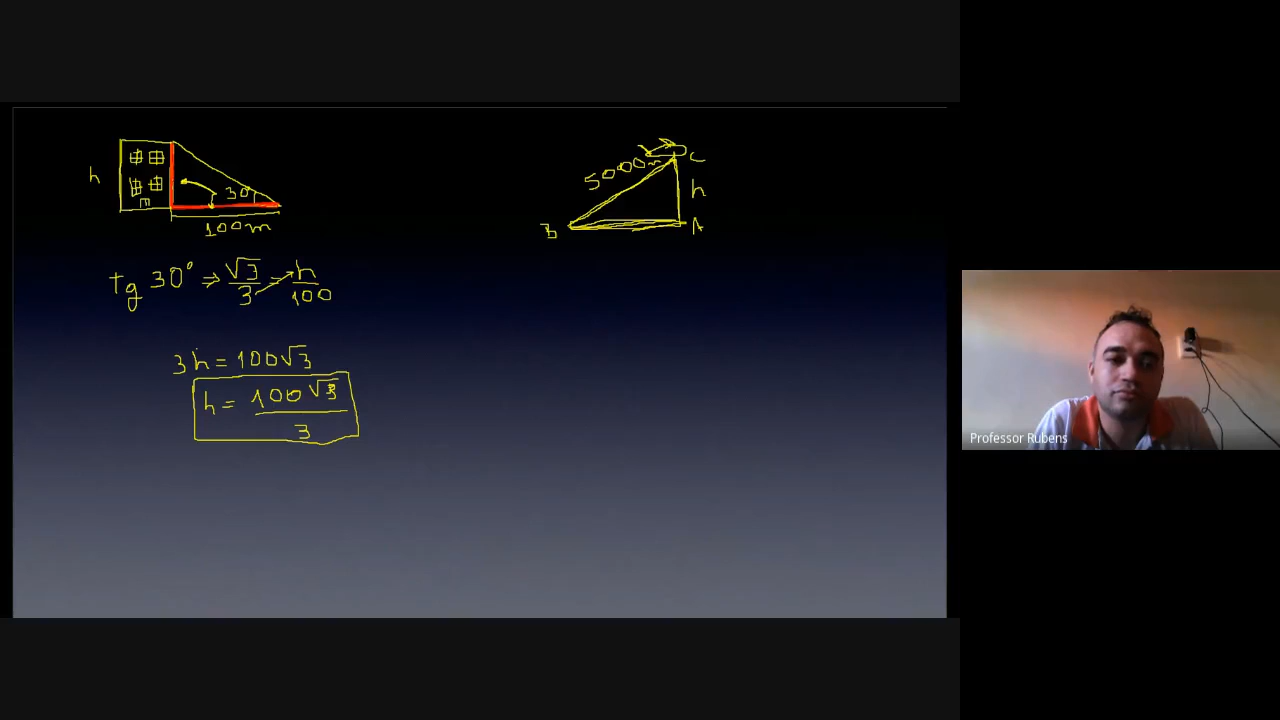 h
30
100m
tg 30° ⇒ √3/3 = h/100
3h = 100√3
h = 100√3/3
5000m
C
h
B
A
Professor Rubens